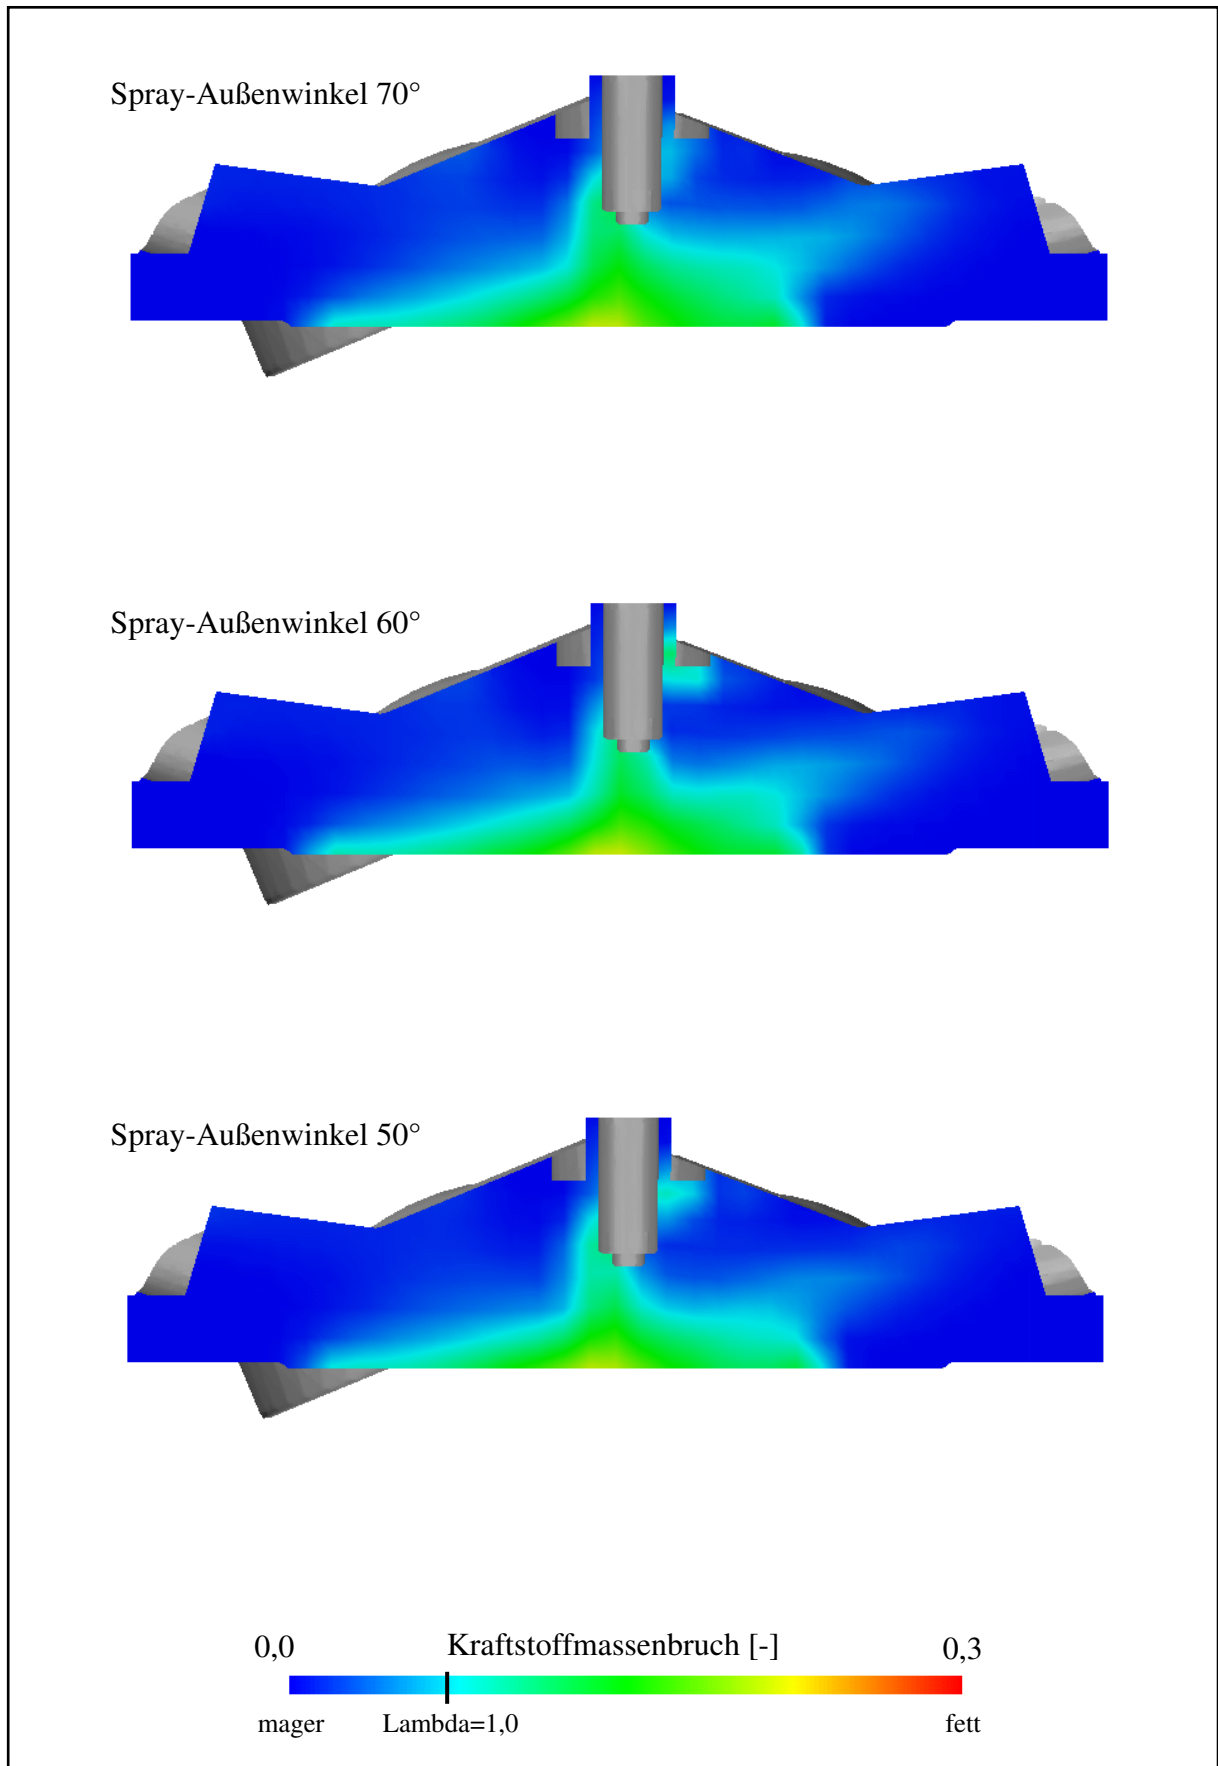 Spray-Außenwinkel 70°
Spray-Außenwinkel 60°
Spray-Außenwinkel 50°
0,0 Kraftstoffmassenbruch [-] 0,3
mager Lambda=1,0 fett